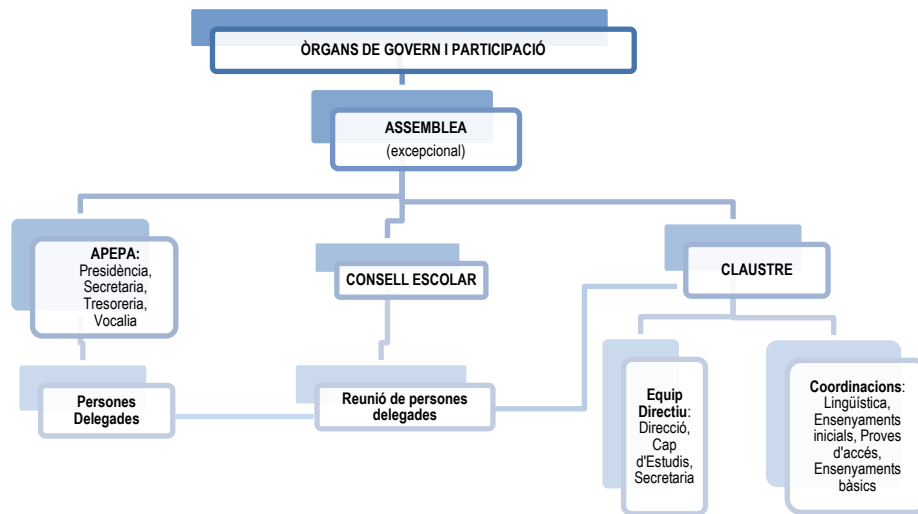 ÒRGANS DE GOVERN I PARTICIPACIÓ
ASSEMBLEA
(excepcional)
APEPA:
Presidència,
Secretaria,
Tresoreria,
Vocalia
CONSELL ESCOLAR
CLAUSTRE
Persones
Delegades
Reunió de persones
delegades
Equip
Directiu:
Direcció,
Cap
d'Estudis,
Secretaria
Coordinacions:
Lingüística,
Ensenyaments
inicials, Proves
d'accés,
Ensenyaments
bàsics